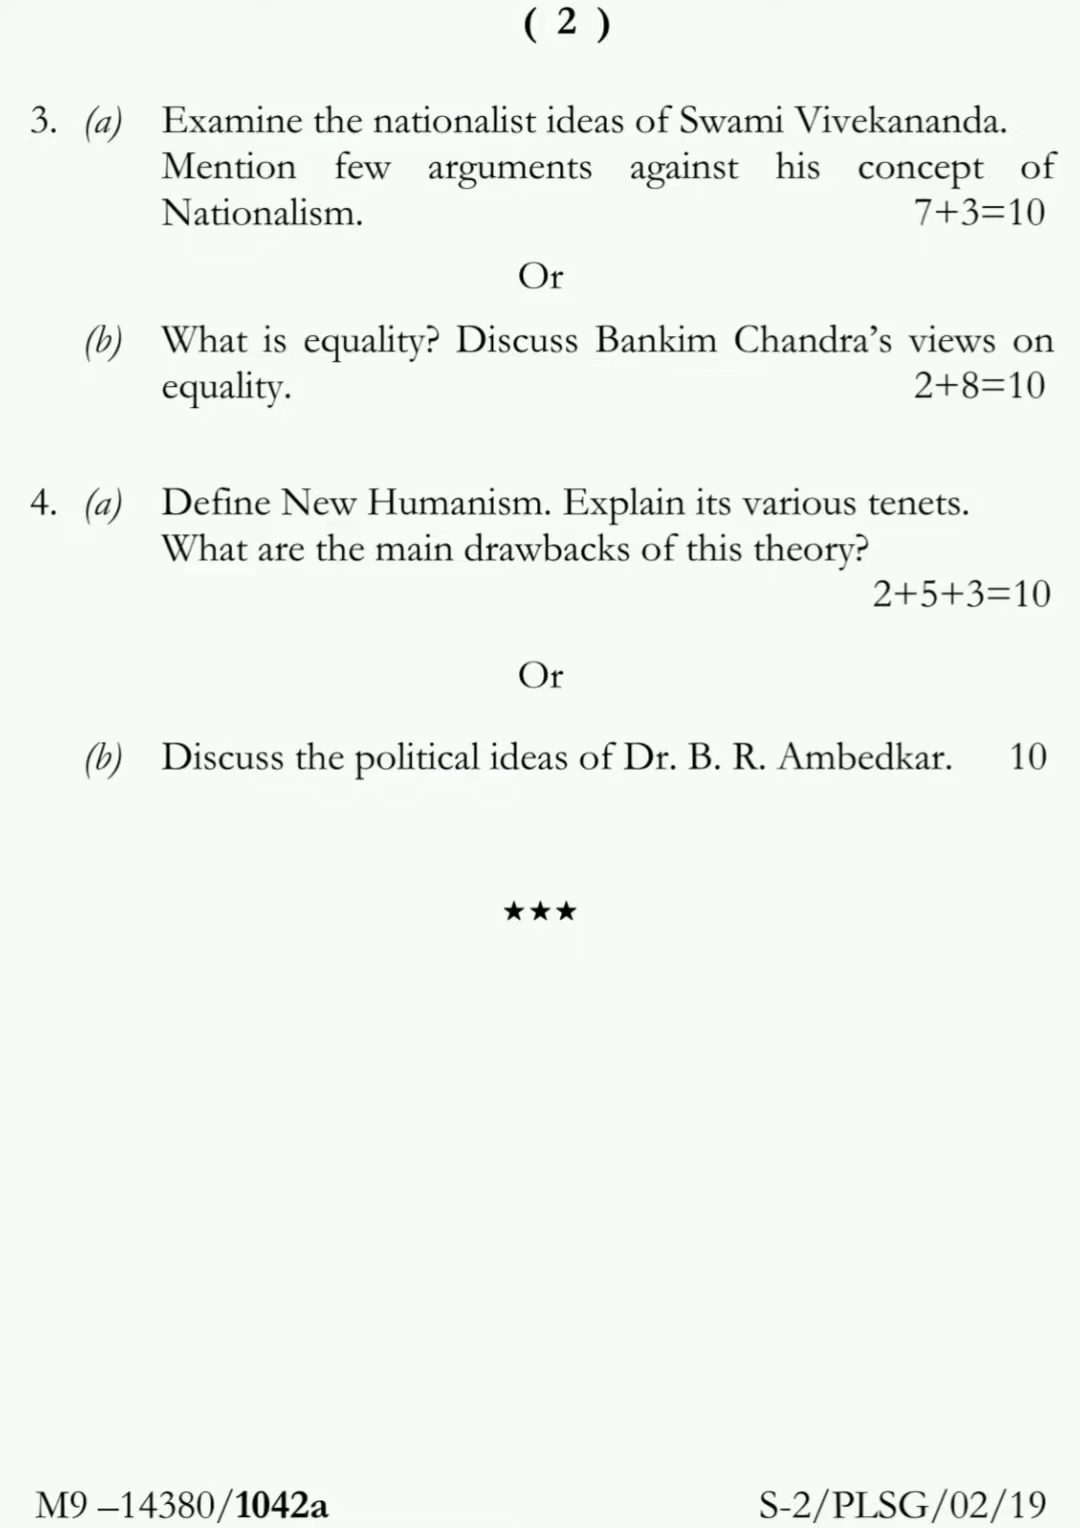 ( 2 )
3. (a) Examine the nationalist ideas of Swami Vivekananda.
Mention few arguments against his concept of
Nationalism. 7+3=10
Or
(b) What is equality? Discuss Bankim Chandra's views on
equality. 2+8=10
4. (a) Define New Humanism. Explain its various tenets.
What are the main drawbacks of this theory?
2+5+3=10
Or
(b) Discuss the political ideas of Dr. B. R. Ambedkar. 10
★★★
M9 –14380/1042a S-2/PLSG/02/19